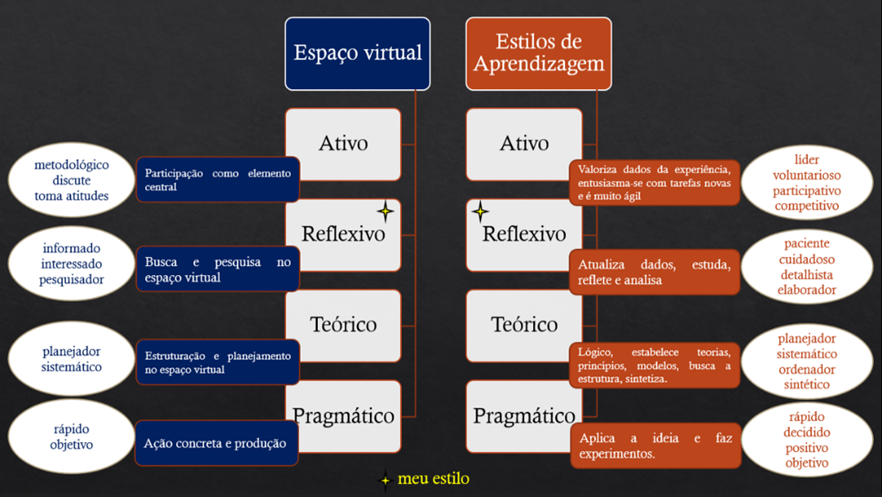 Espaço virtual
Estilos de
Aprendizagem
Ativo
metodológico
discute
toma atitudes
Participação como elemento
central
Reflexivo
informado
interessado
pesquisador
Busca e pesquisa no
espaço virtual
Teórico
planejador
sistemático
Estruturação e planejamento
no espaço virtual
Pragmático
rápido
objetivo
Ação concreta e produção
Ativo
Valoriza dados da experiência,
entusiasma-se com tarefas novas
e é muito ágil
líder
voluntarioso
participativo
competitivo
Reflexivo
Atualiza dados, estuda,
reflete e analisa
paciente
cuidadoso
detalhista
elaborador
Teórico
Lógico, estabelece teorias,
princípios, modelos, busca a
estrutura, sintetiza.
planejador
sistemático
ordenador
sintético
Pragmático
Aplica a ideia e faz
experimentos.
rápido
decidido
positivo
objetivo
meu estilo